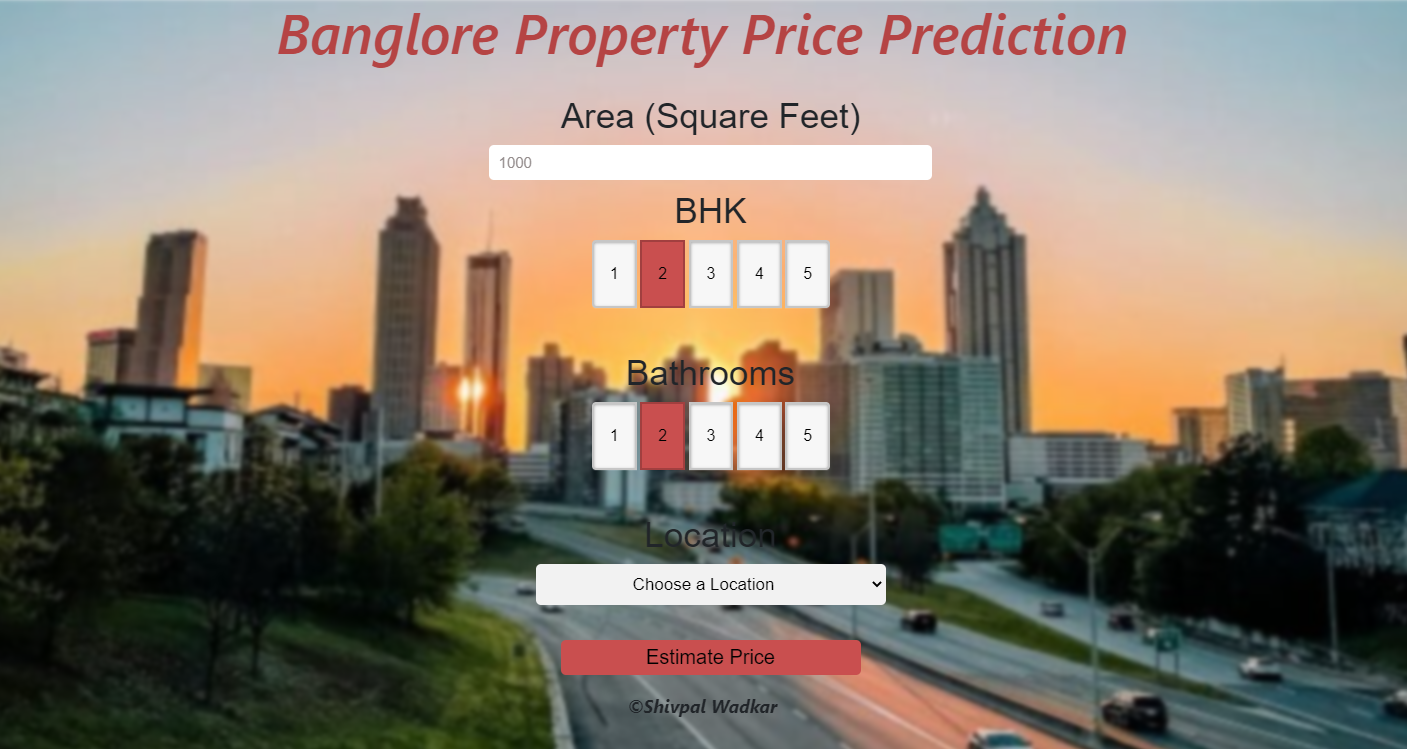 Banglore Property Price Prediction
Area (Square Feet)
1000
BHK
1 2 3 4 5
Bathrooms
1 2 3 4 5
Location
Choose a Location
Estimate Price
©Shivpal Wadkar